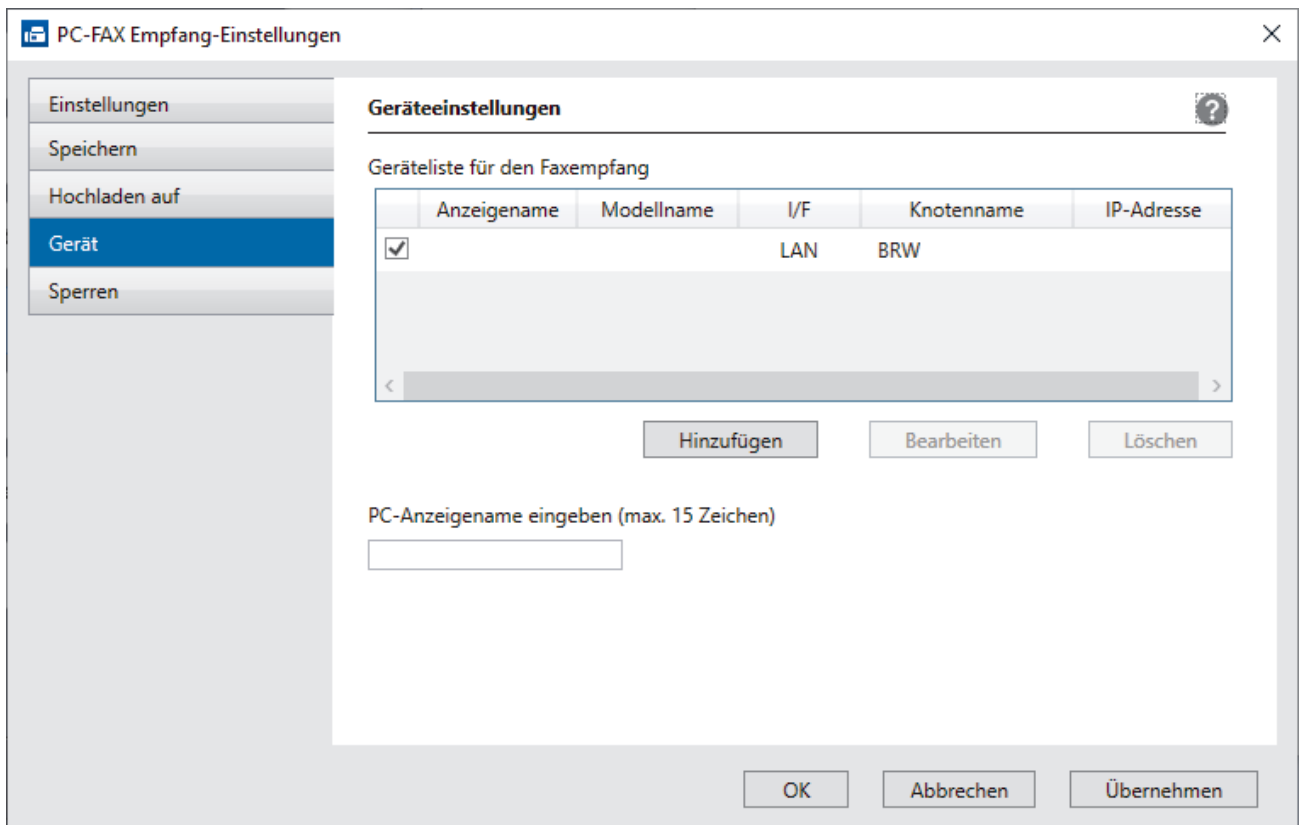 PC-FAX Empfang-Einstellungen
Einstellungen
Speichern
Hochladen auf
Gerät
Sperren
Geräteeinstellungen
?
Geräteliste für den Faxempfang
Anzeigename Modellname I/F Knotenname IP-Adresse
LAN BRW
Hinzufügen Bearbeiten Löschen
PC-Anzeigename eingeben (max. 15 Zeichen)
OK Abbrechen Übernehmen